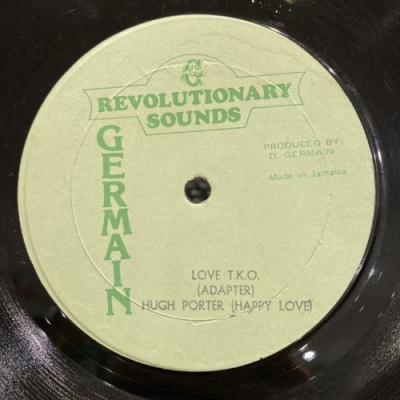 G
REVOLUTIONARY
SOUNDS
GERMAIN
PRODUCED BY:
D. GERMAIN
Made in Jamaica
LOVE T.K.O.
(ADAPTER)
HUGH PORTER (HAPPY LOVE)